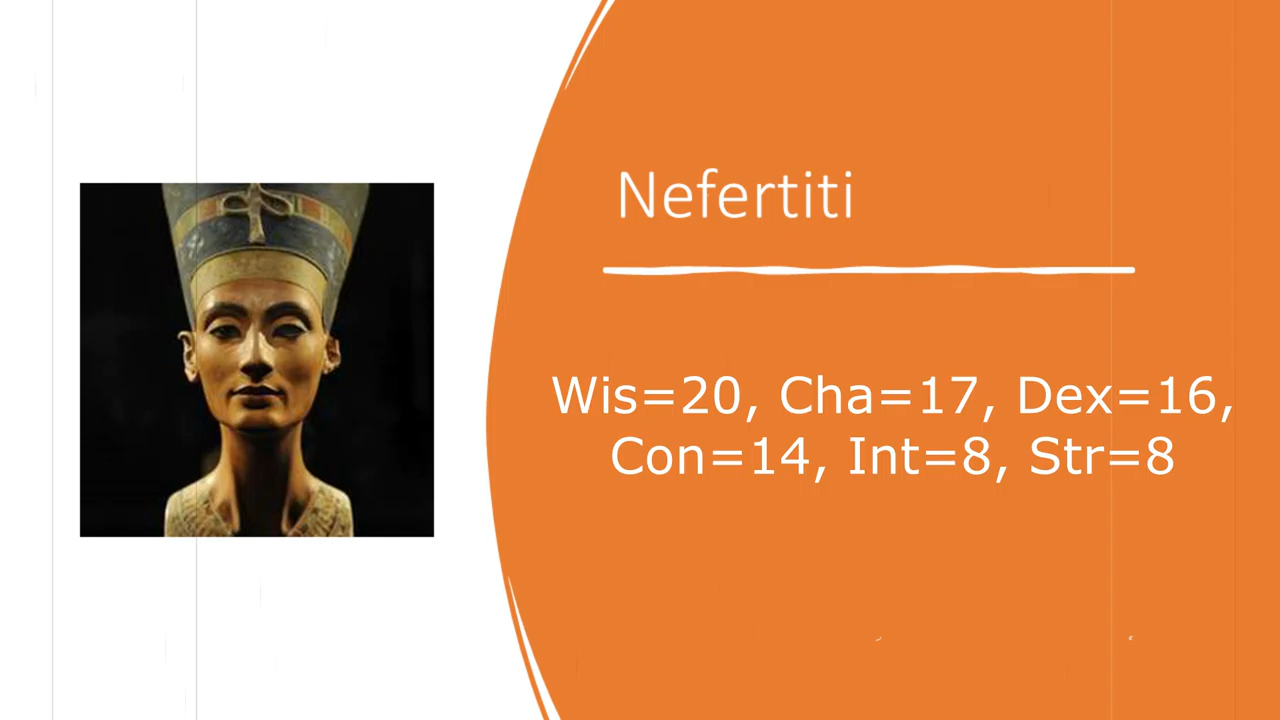 Nefertiti
Wis=20, Cha=17, Dex=16,
Con=14, Int=8, Str=8